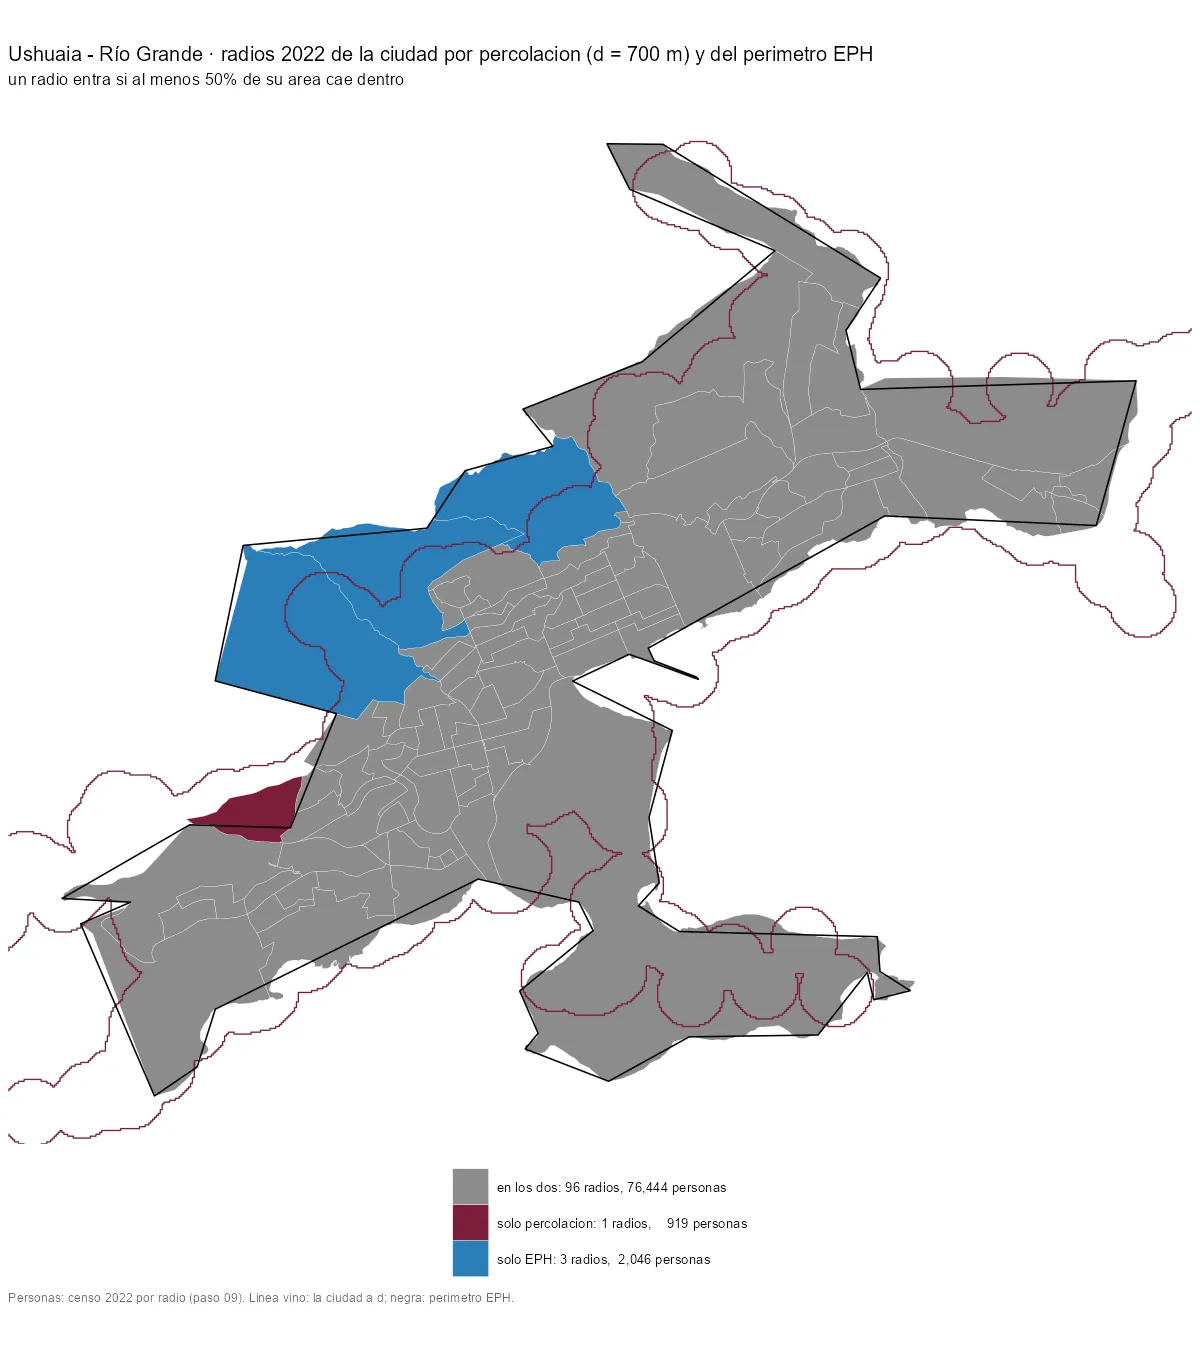 Ushuaia - Río Grande · radios 2022 de la ciudad por percolacion (d = 700 m) y del perimetro EPH
un radio entra si al menos 50% de su area cae dentro
en los dos: 96 radios, 76,444 personas
solo percolacion: 1 radios, 919 personas
solo EPH: 3 radios, 2,046 personas
Personas: censo 2022 por radio (paso 09). Linea vino: la ciudad a d; negra: perimetro EPH.